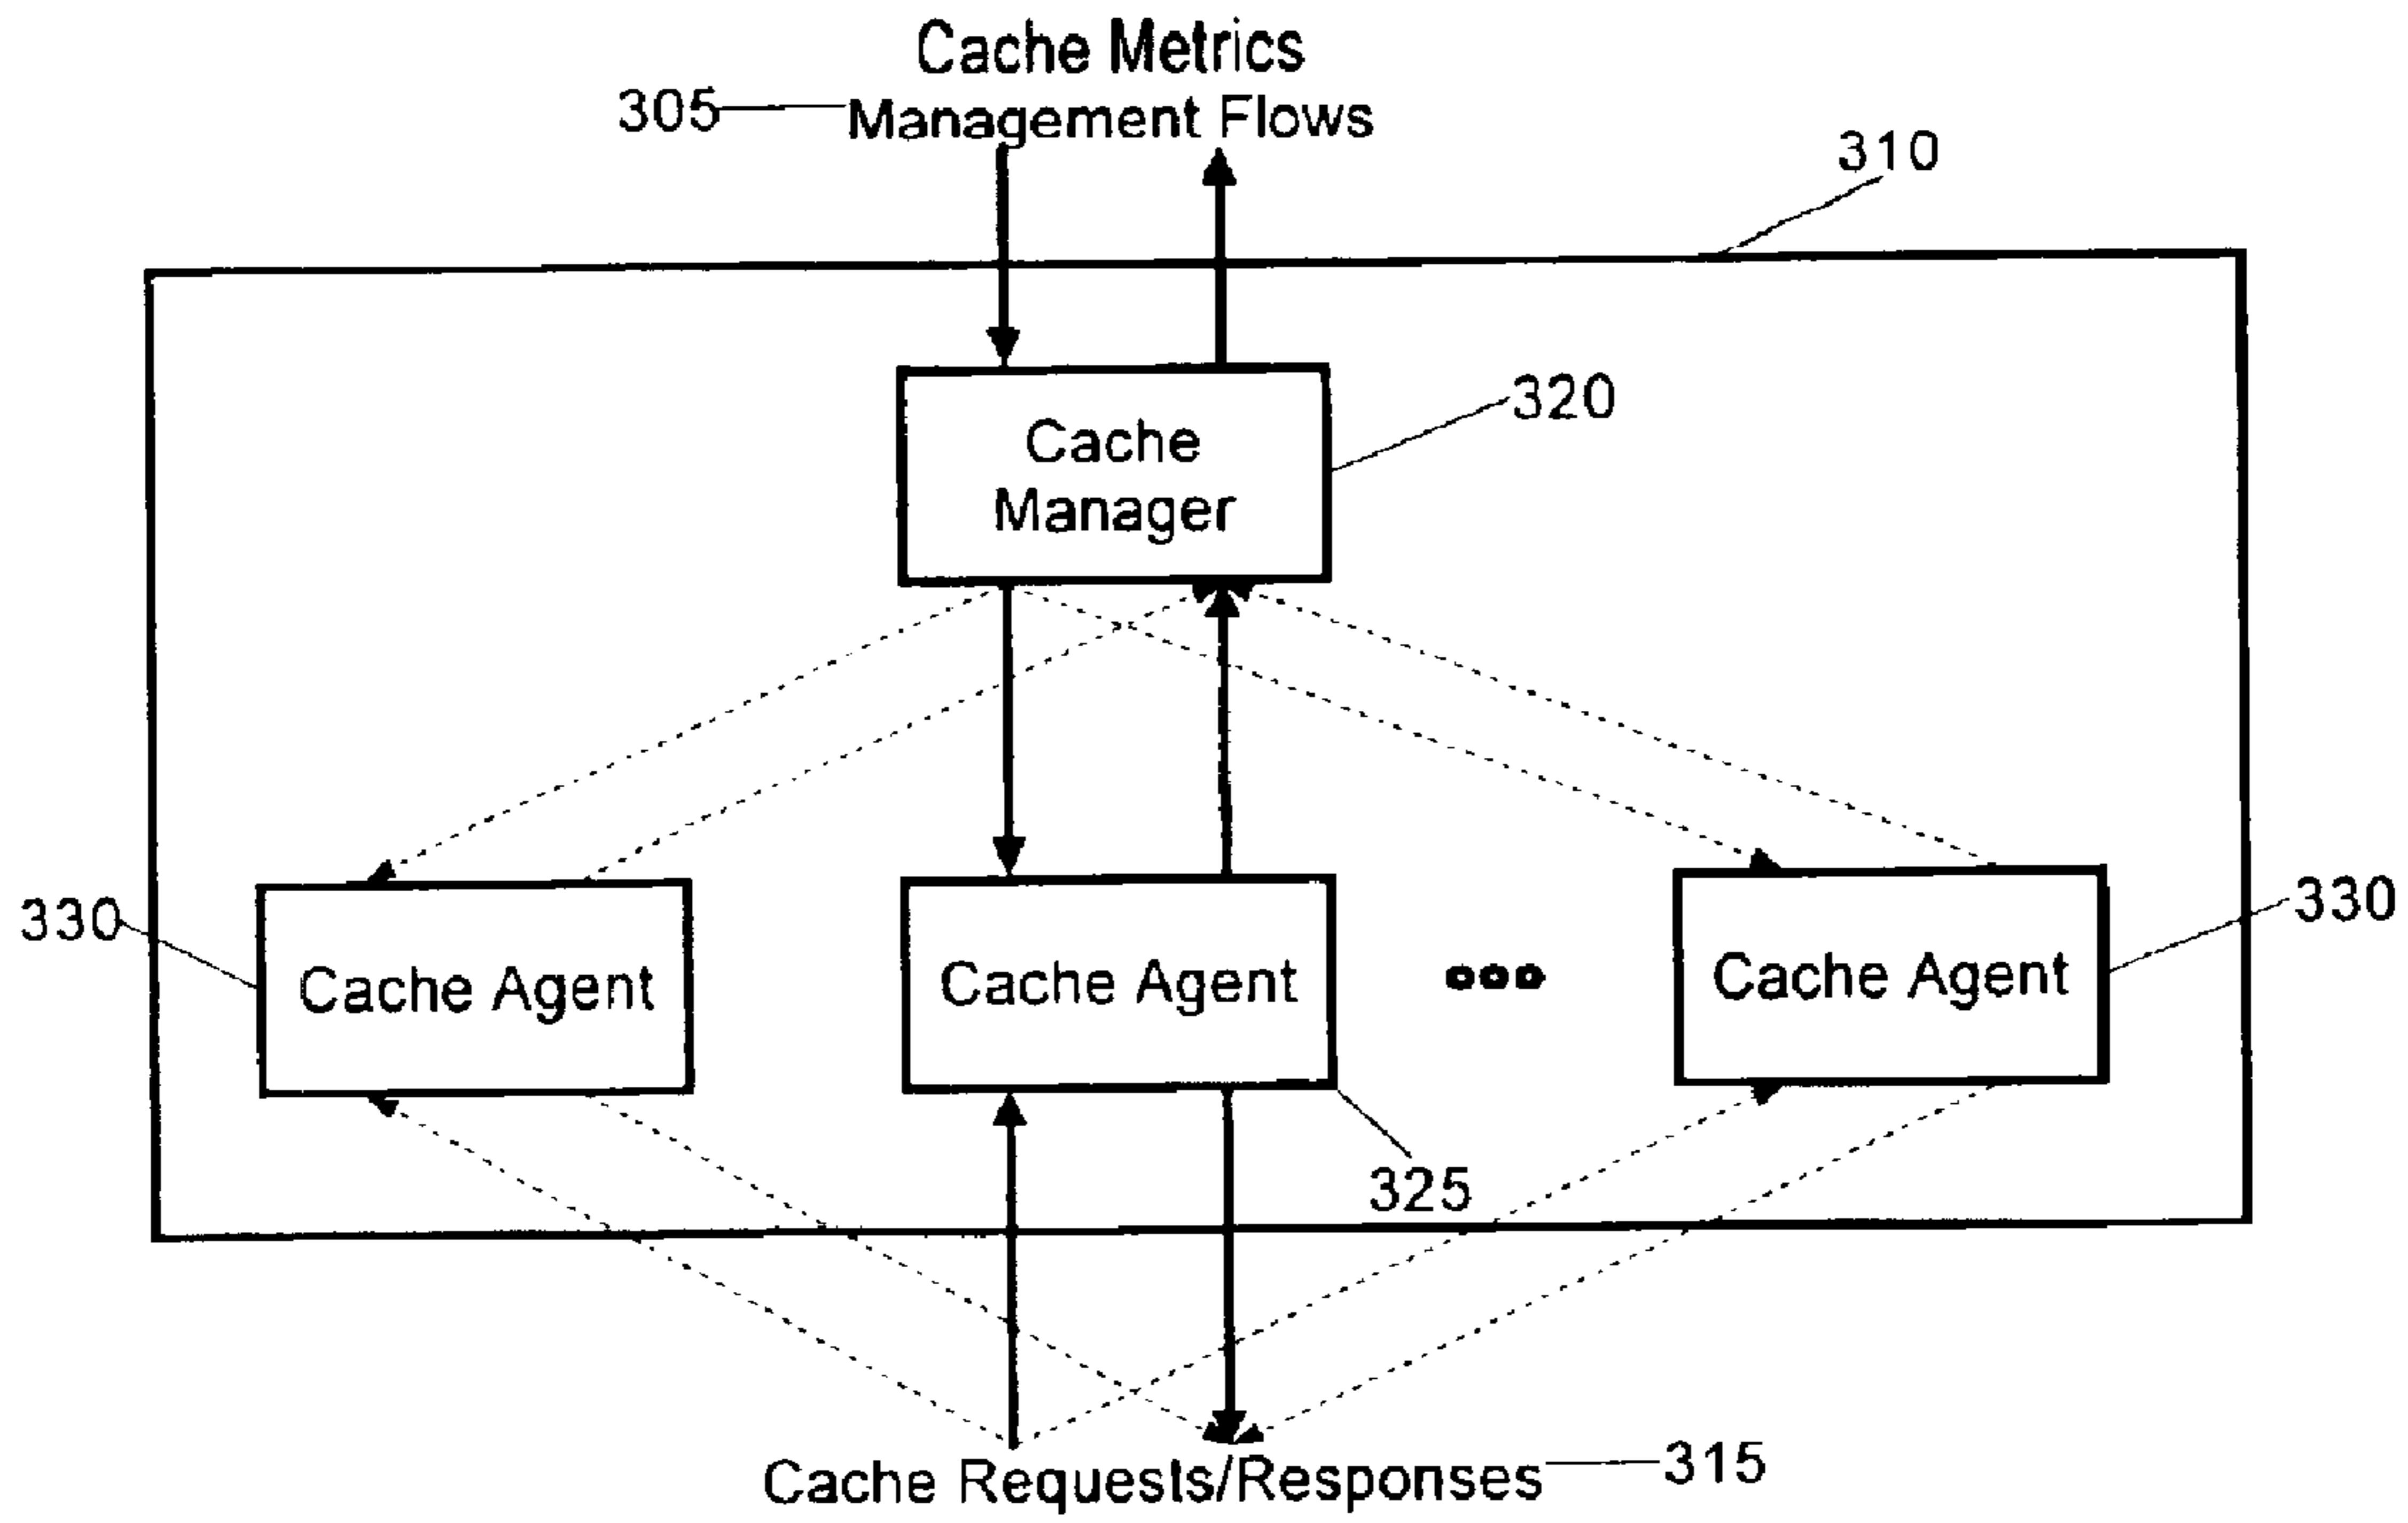 Cache Metrics
305 Management Flows
310
320
Cache
Manager
330 Cache Agent Cache Agent Cache Agent 330
325
Cache Requests/Responses 315